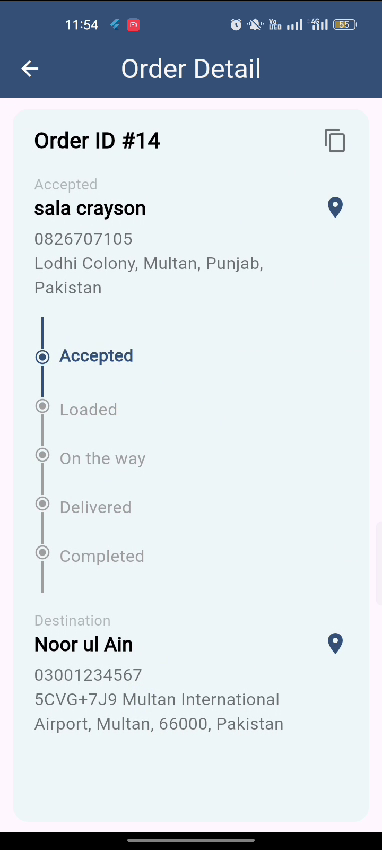 11:54
55
Order Detail
Order ID #14
Accepted
sala crayson
0826707105
Lodhi Colony, Multan, Punjab,
Pakistan
Accepted
Loaded
On the way
Delivered
Completed
Destination
Noor ul Ain
03001234567
5CVG+7J9 Multan International
Airport, Multan, 66000, Pakistan